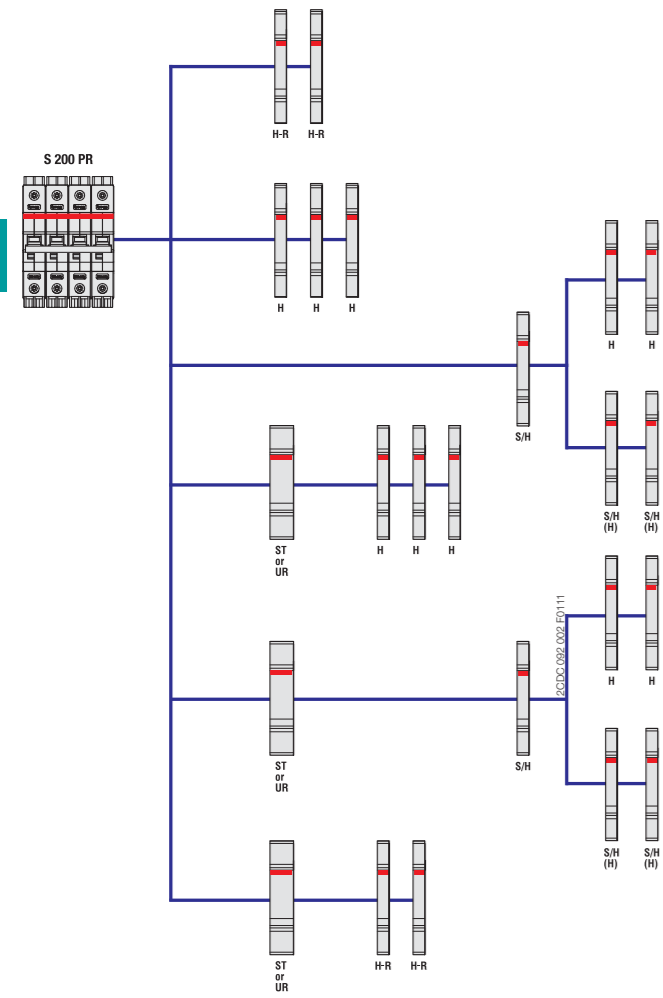 H-R H-R
S 200 PR
H H H
H H
S/H
S/H S/H
(H) (H)
ST
or
UR
H H H
2CDC 092 002 F0111
H H
ST
or
UR
S/H
S/H S/H
(H) (H)
ST
or
UR
H-R H-R